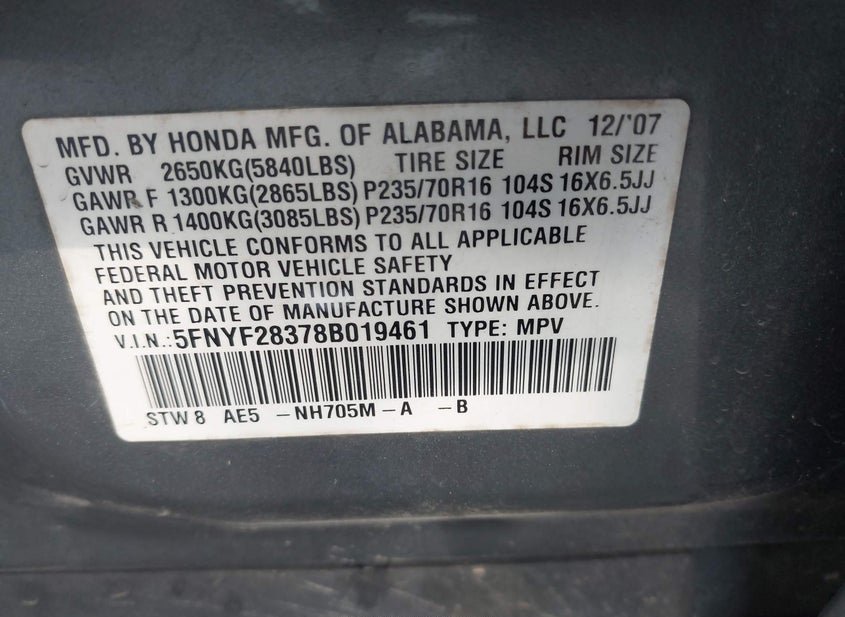 MFD. BY HONDA MFG. OF ALABAMA, LLC 12/'07
GVWR 2650KG(5840LBS) TIRE SIZE RIM SIZE
GAWR F 1300KG(2865LBS) P235/70R16 104S 16X6.5JJ
GAWR R 1400KG(3085LBS) P235/70R16 104S 16X6.5JJ
THIS VEHICLE CONFORMS TO ALL APPLICABLE
FEDERAL MOTOR VEHICLE SAFETY
AND THEFT PREVENTION STANDARDS IN EFFECT
ON THE DATE OF MANUFACTURE SHOWN ABOVE.
V.I.N.:5FNYF28378B019461 TYPE: MPV
STW 8 AE5 -NH705M-A -B